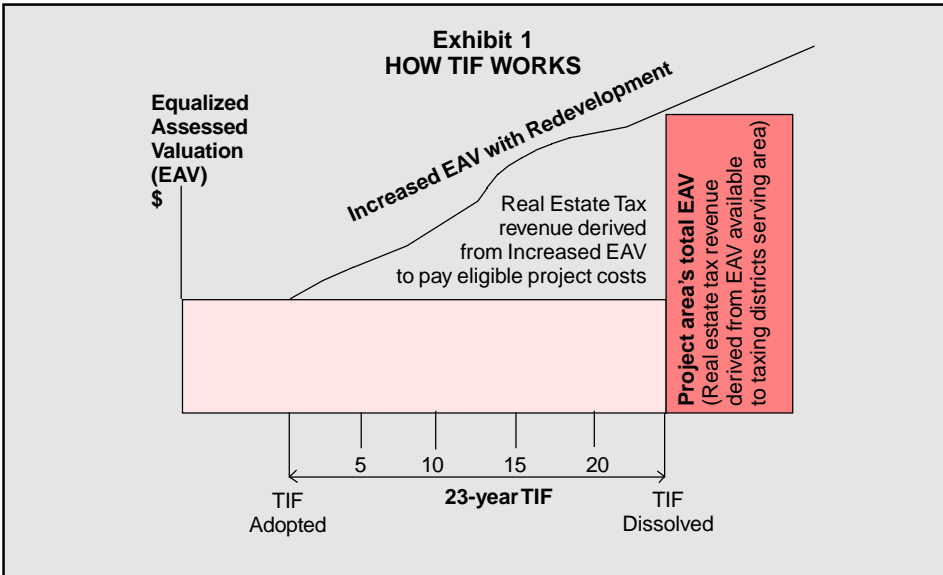 Exhibit 1
HOW TIF WORKS
Equalized
Assessed
Valuation
(EAV)
$
Increased EAV with Redevelopment
Real Estate Tax
revenue derived
from Increased EAV
to pay eligible project costs
Project area's total EAV
(Real estate tax revenue
derived from EAV available
to taxing districts serving area)
5
10
15
20
23-year TIF
TIF
Adopted
TIF
Dissolved